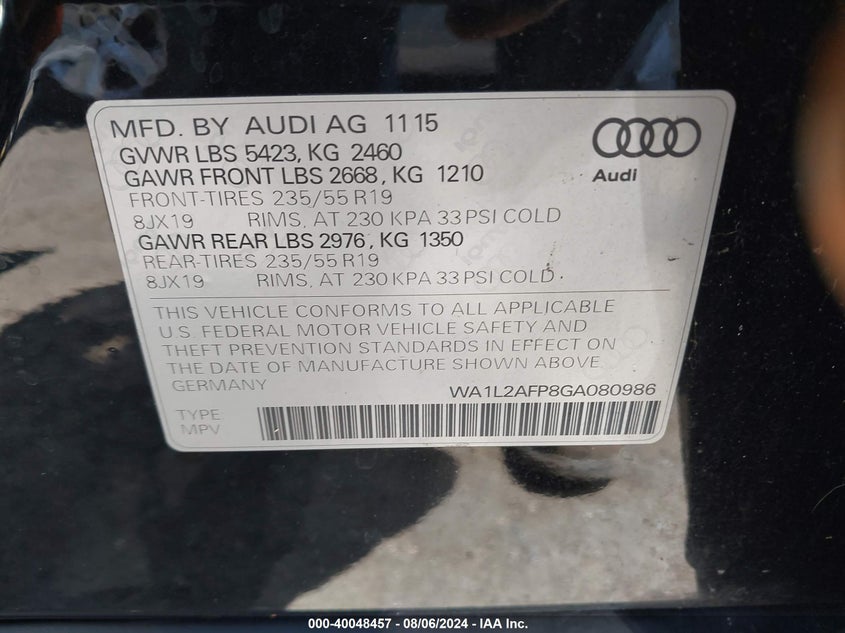 MFD. BY AUDI AG 11 15
GVWR LBS 5423, KG 2460
GAWR FRONT LBS 2668, KG 1210
FRONT-TIRES 235/55 R19
8JX19 RIMS, AT 230 KPA 33 PSI COLD
GAWR REAR LBS 2976, KG 1350
REAR-TIRES 235/55 R19
8JX19 RIMS, AT 230 KPA 33 PSI COLD
Audi
THIS VEHICLE CONFORMS TO ALL APPLICABLE
U.S. FEDERAL MOTOR VEHICLE SAFETY AND
THEFT PREVENTION STANDARDS IN EFFECT ON
THE DATE OF MANUFACTURE SHOWN ABOVE.
GERMANY
WA1L2AFP8GA080986
TYPE
MPV
000-40048457 - 08/06/2024 - IAA Inc.